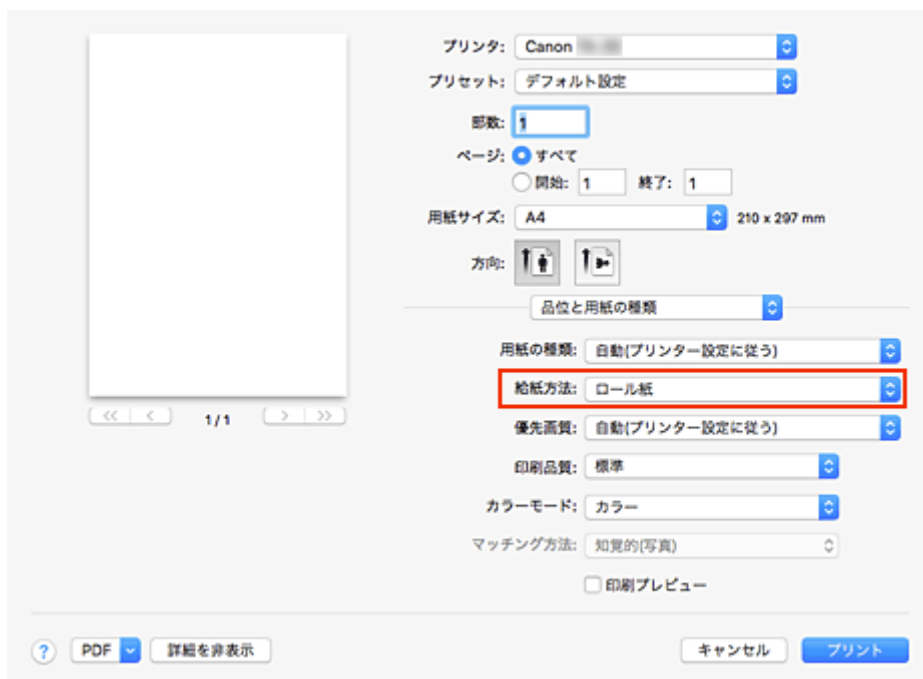 プリンタ: Canon
プリセット: デフォルト設定
部数: 1
ページ: すべて
開始: 1 終了: 1
用紙サイズ: A4 210 x 297 mm
方向:
品位と用紙の種類
用紙の種類: 自動(プリンター設定に従う)
給紙方法: ロール紙
<< < 1/1 > >>
優先画質: 自動(プリンター設定に従う)
印刷品質: 標準
カラーモード: カラー
マッチング方法: 知覚的(写真)
印刷プレビュー
? PDF 詳細を非表示 キャンセル プリント